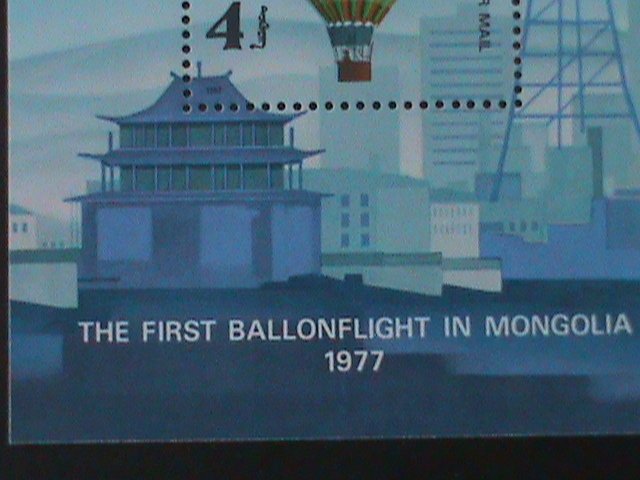 4
R MAIL
THE FIRST BALLONFLIGHT IN MONGOLIA
1977